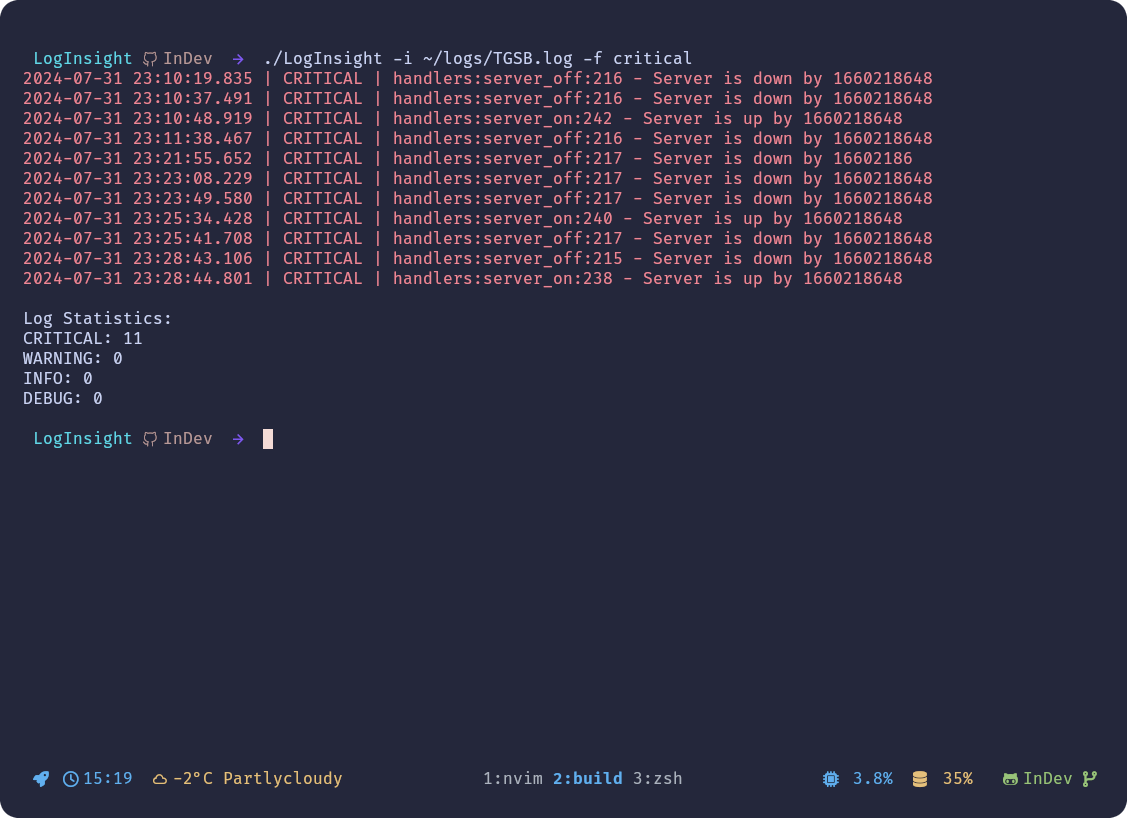 LogInsight InDev → ./LogInsight -i ~/logs/TGSB.log -f critical
2024-07-31 23:10:19.835 | CRITICAL | handlers:server_off:216 - Server is down by 1660218648
2024-07-31 23:10:37.491 | CRITICAL | handlers:server_off:216 - Server is down by 1660218648
2024-07-31 23:10:48.919 | CRITICAL | handlers:server_on:242 - Server is up by 1660218648
2024-07-31 23:11:38.467 | CRITICAL | handlers:server_off:216 - Server is down by 1660218648
2024-07-31 23:21:55.652 | CRITICAL | handlers:server_off:217 - Server is down by 16602186
2024-07-31 23:23:08.229 | CRITICAL | handlers:server_off:217 - Server is down by 1660218648
2024-07-31 23:23:49.580 | CRITICAL | handlers:server_off:217 - Server is down by 1660218648
2024-07-31 23:25:34.428 | CRITICAL | handlers:server_on:240 - Server is up by 1660218648
2024-07-31 23:25:41.708 | CRITICAL | handlers:server_off:217 - Server is down by 1660218648
2024-07-31 23:28:43.106 | CRITICAL | handlers:server_off:215 - Server is down by 1660218648
2024-07-31 23:28:44.801 | CRITICAL | handlers:server_on:238 - Server is up by 1660218648
Log Statistics:
CRITICAL: 11
WARNING: 0
INFO: 0
DEBUG: 0
LogInsight InDev →
15:19 -2°C Partlycloudy 1:nvim 2:build 3:zsh 3.8% 35% InDev